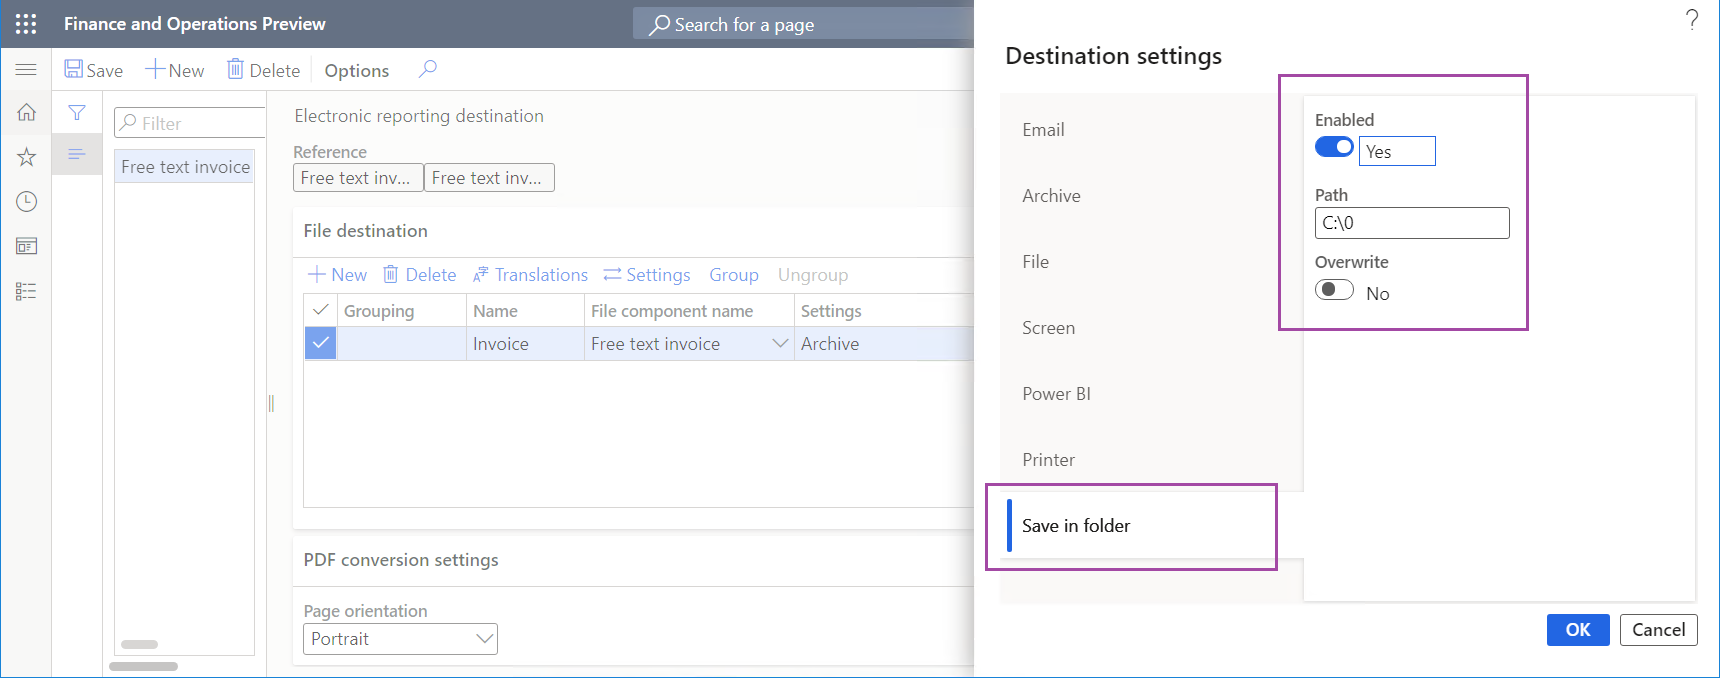 Finance and Operations Preview
Search for a page
?
Save New Delete Options
Filter
Free text invoice
Electronic reporting destination
Reference
Free text inv... Free text inv...
File destination
New Delete Translations Settings Group Ungroup
Grouping Name File component name Settings
Invoice Free text invoice Archive
PDF conversion settings
Page orientation
Portrait
Destination settings
Email
Archive
File
Screen
Power BI
Printer
Save in folder
Enabled
Yes
Path
C:\0
Overwrite
No
OK Cancel